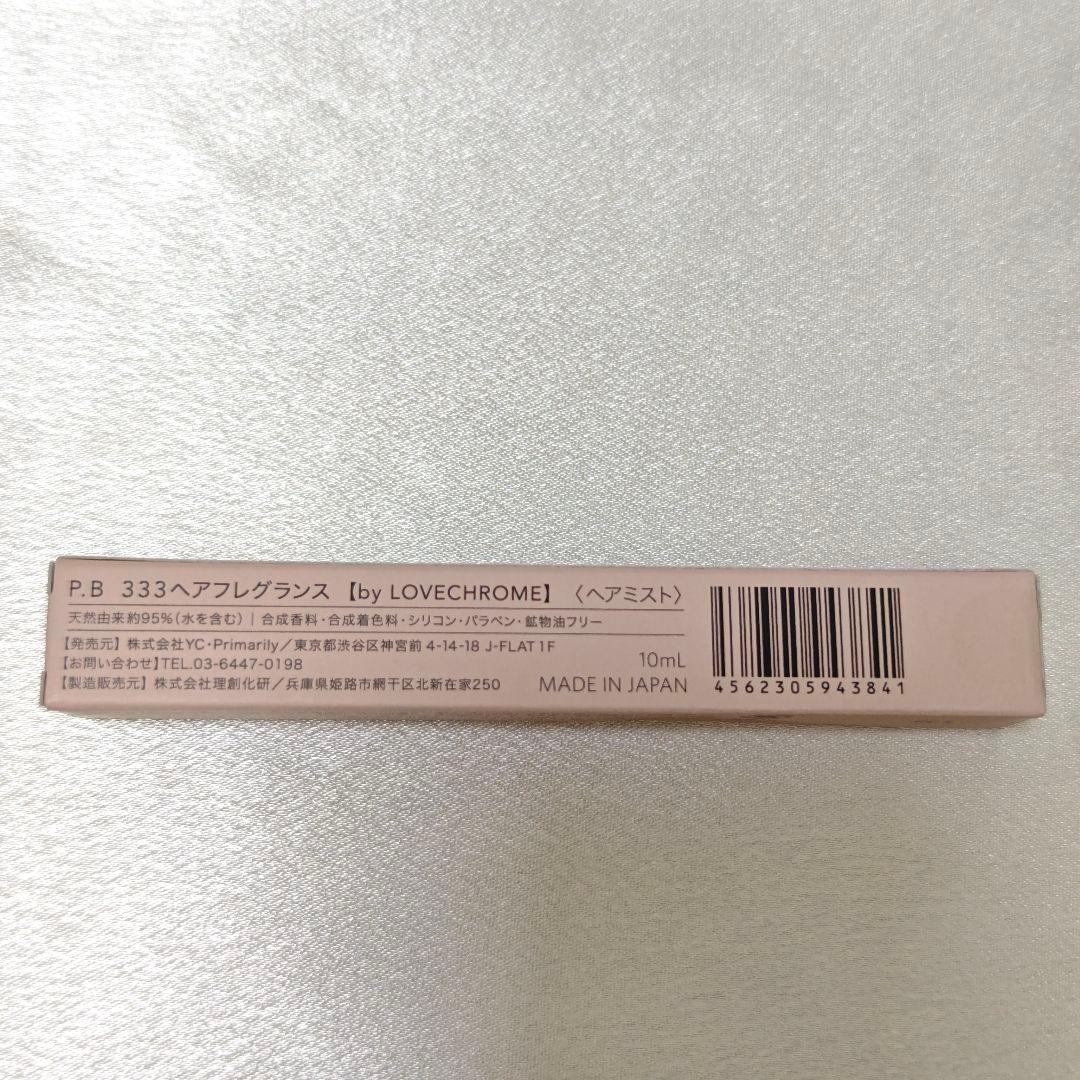 P.B 333ヘアフレグランス 【by LOVECHROME】 〈ヘアミスト〉
天然由来約95%(水を含む) | 合成香料・合成着色料・シリコン・パラベン・鉱物油フリー
【発売元】株式会社YC・Primarily/東京都渋谷区神宮前 4-14-18 J-FLAT 1F
【お問い合わせ】TEL.03-6447-0198
【製造販売元】株式会社理創化研/兵庫県姫路市網干区北新在家250
10mL
MADE IN JAPAN
4562305943841